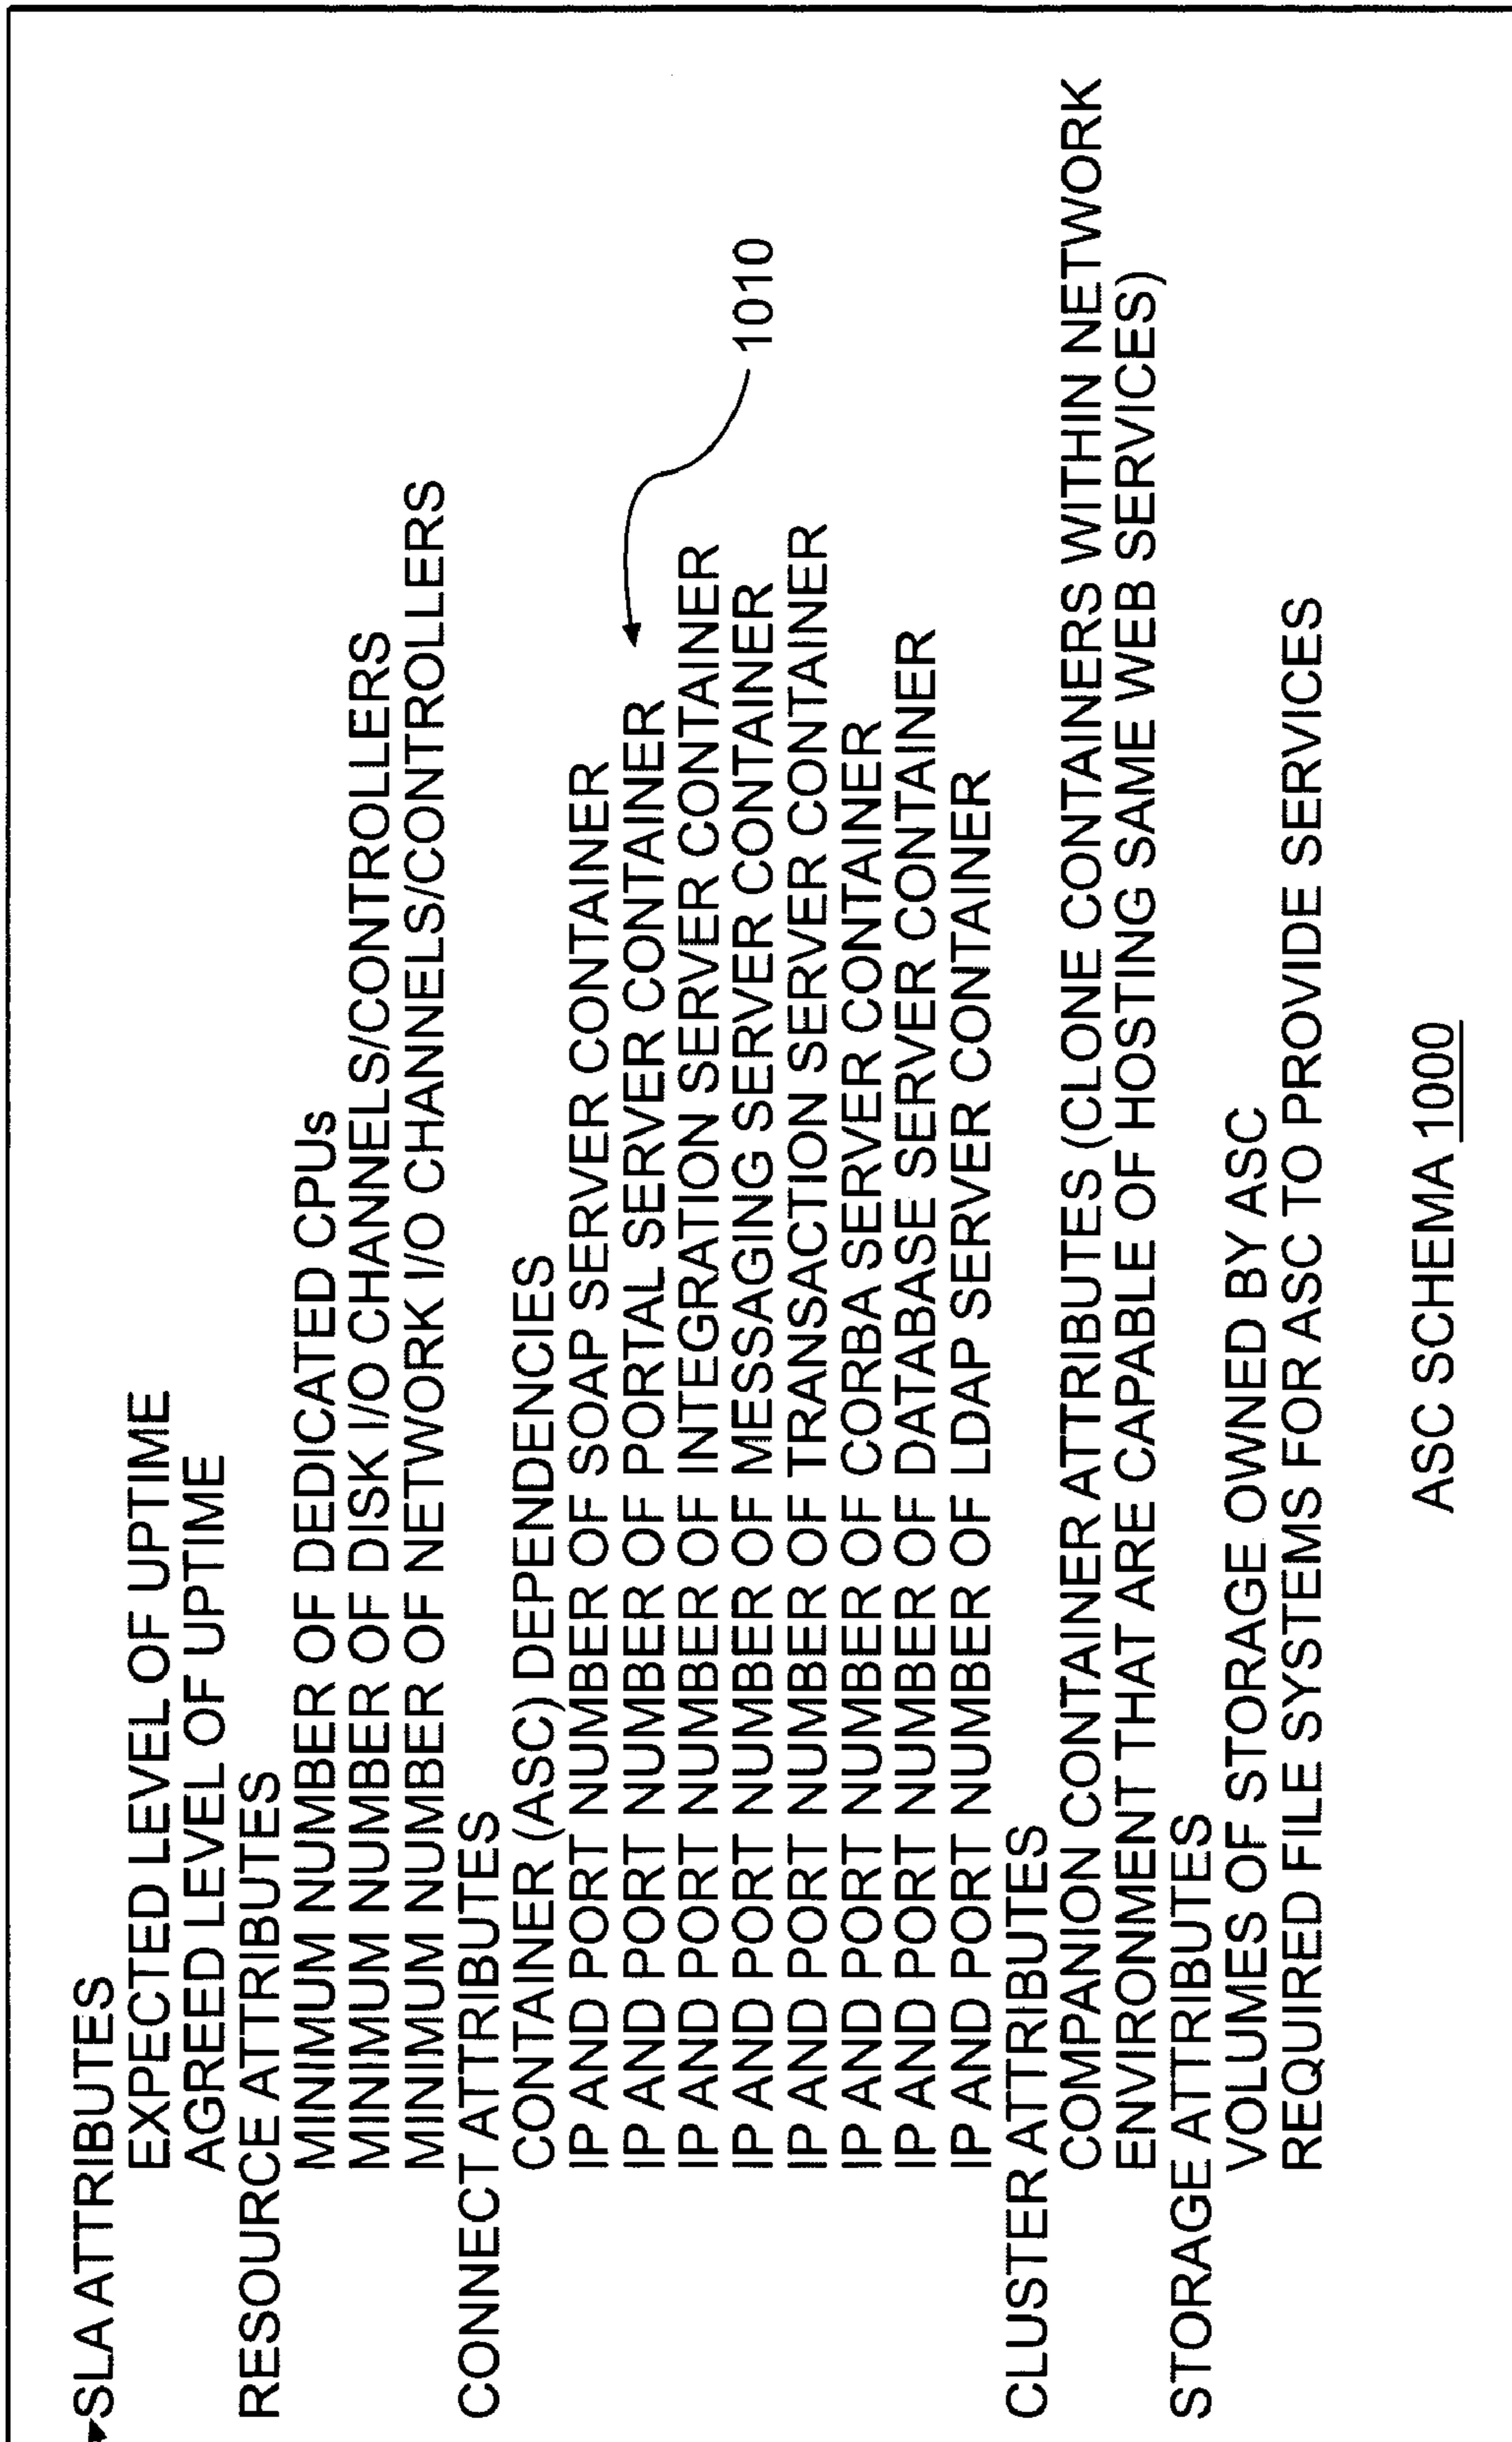 SLA ATTRIBUTES
EXPECTED LEVEL OF UPTIME
AGREED LEVEL OF UPTIME
RESOURCE ATTRIBUTES
MINIMUM NUMBER OF DEDICATED CPUs
MINIMUM NUMBER OF DISK I/O CHANNELS/CONTROLLERS
MINIMUM NUMBER OF NETWORK I/O CHANNELS/CONTROLLERS
CONNECT ATTRIBUTES
CONTAINER (ASC) DEPENDENCIES
IP AND PORT NUMBER OF SOAP SERVER CONTAINER
IP AND PORT NUMBER OF PORTAL SERVER CONTAINER
IP AND PORT NUMBER OF INTEGRATION SERVER CONTAINER
IP AND PORT NUMBER OF MESSAGING SERVER CONTAINER
IP AND PORT NUMBER OF TRANSACTION SERVER CONTAINER
IP AND PORT NUMBER OF CORBA SERVER CONTAINER
IP AND PORT NUMBER OF DATABASE SERVER CONTAINER
IP AND PORT NUMBER OF LDAP SERVER CONTAINER
1010
CLUSTER ATTRIBUTES
COMPANION CONTAINER ATTRIBUTES (CLONE CONTAINERS WITHIN NETWORK
ENVIRONMENT THAT ARE CAPABLE OF HOSTING SAME WEB SERVICES)
STORAGE ATTRIBUTES
VOLUMES OF STORAGE OWNED BY ASC
REQUIRED FILE SYSTEMS FOR ASC TO PROVIDE SERVICES
ASC SCHEMA 1000